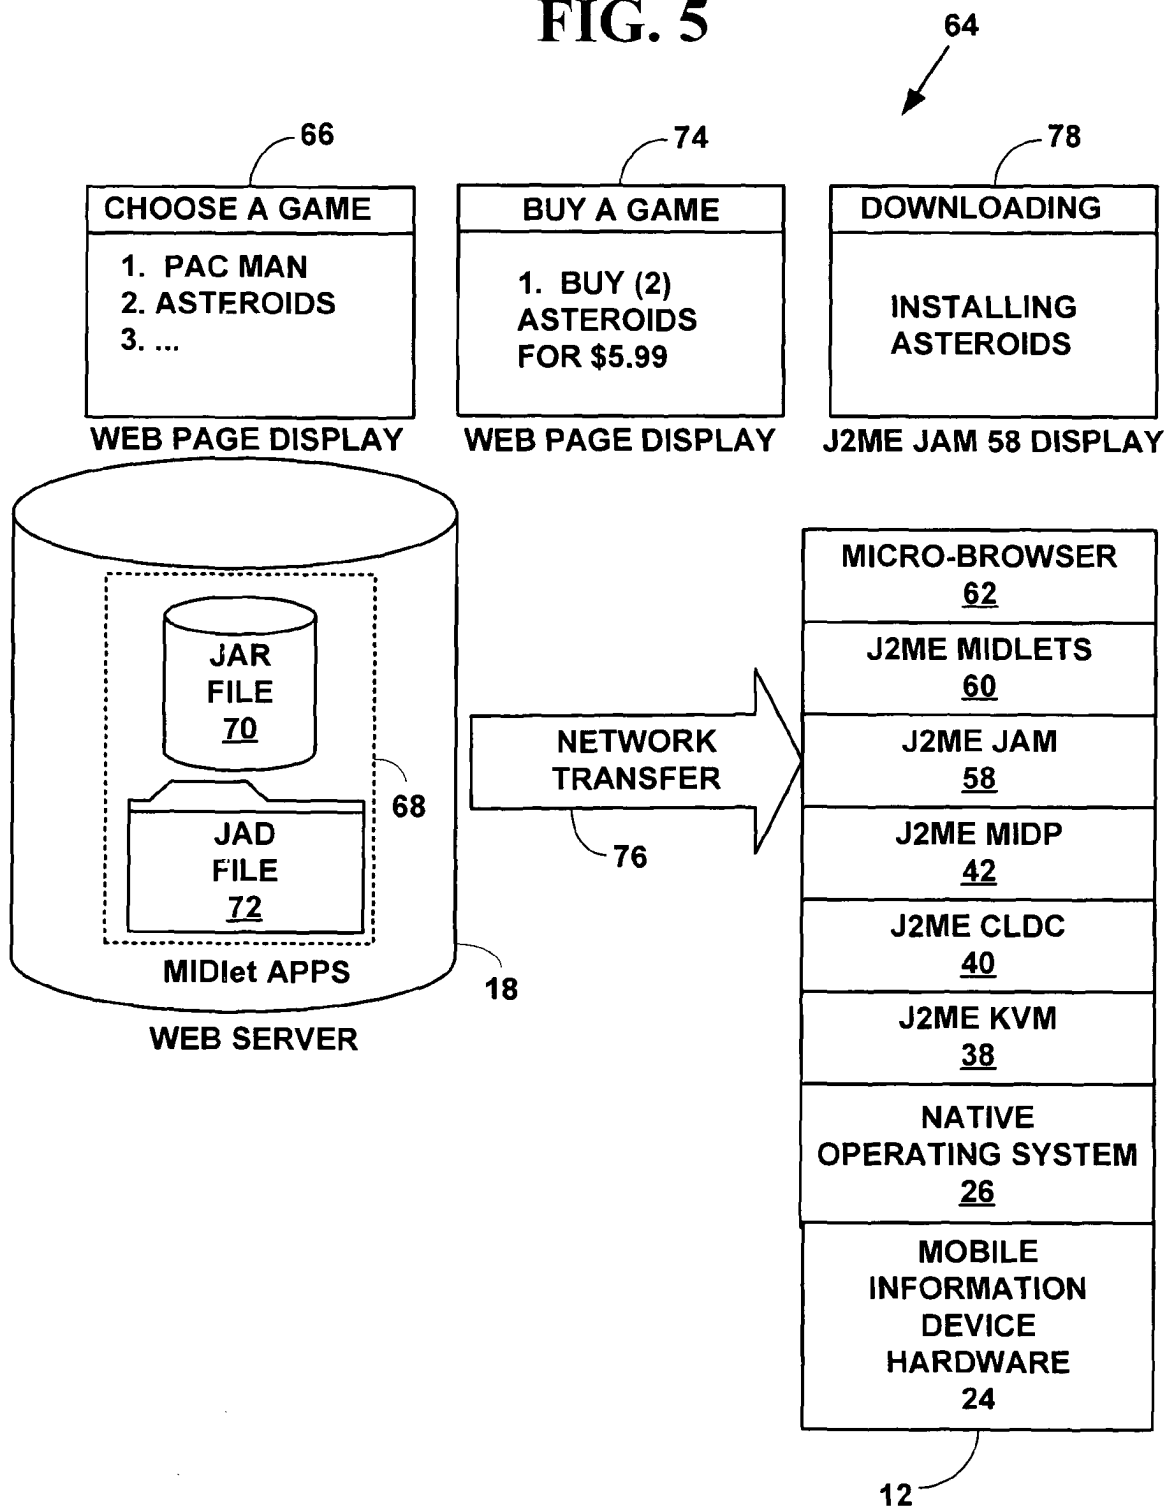 FIG. 5
64
66
74
78
CHOOSE A GAME
1. PAC MAN
2. ASTEROIDS
3. ...
WEB PAGE DISPLAY
BUY A GAME
1. BUY (2)
ASTEROIDS
FOR $5.99
WEB PAGE DISPLAY
DOWNLOADING
INSTALLING
ASTEROIDS
J2ME JAM 58 DISPLAY
JAR
FILE
70
JAD
FILE
72
68
MIDlet APPS
18
WEB SERVER
NETWORK
TRANSFER
76
MICRO-BROWSER
62
J2ME MIDLETS
60
J2ME JAM
58
J2ME MIDP
42
J2ME CLDC
40
J2ME KVM
38
NATIVE
OPERATING SYSTEM
26
MOBILE
INFORMATION
DEVICE
HARDWARE
24
12